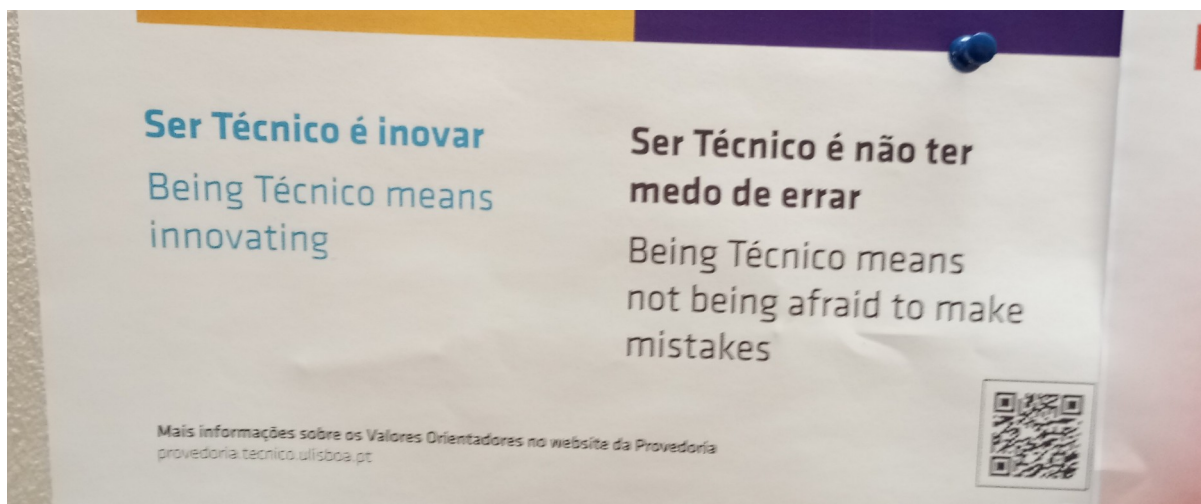 Ser Técnico é inovar
Being Técnico means
innovating
Ser Técnico é não ter
medo de errar
Being Técnico means
not being afraid to make
mistakes
Mais informações sobre os Valores Orientadores no website da Provedoria
provedoria.tecnico.ulisboa.pt